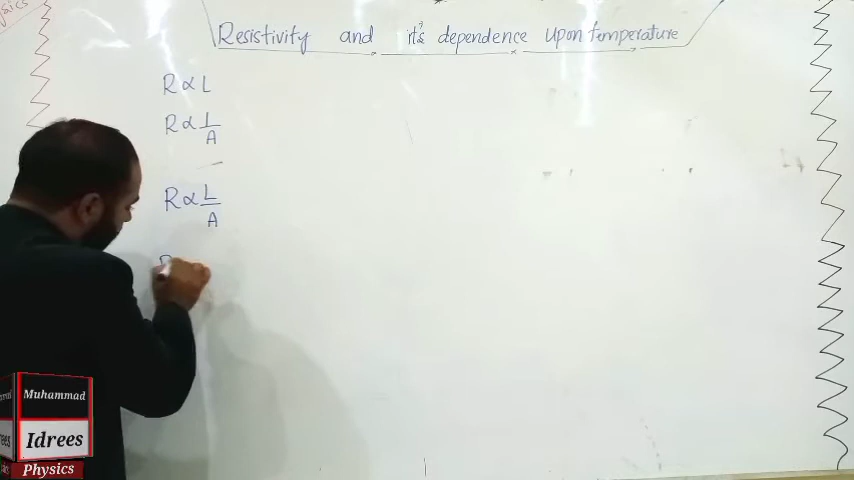 Resistivity and it's dependence Upon temperature
R ∝ L
R ∝ L/A
R ∝ L/A
R
Muhammad
Idrees
Physics